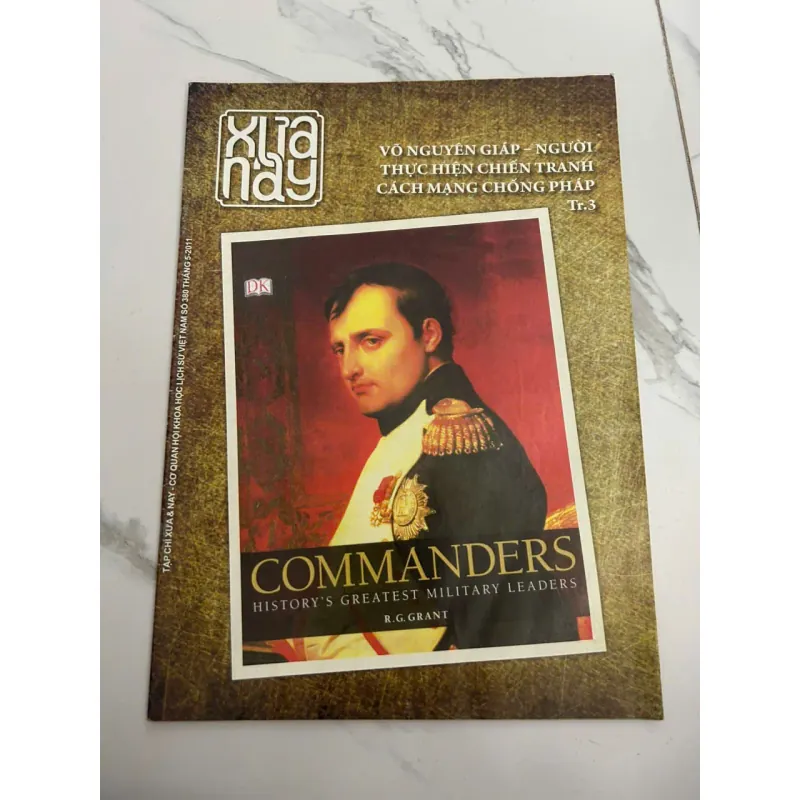 XƯA
NAY
VÕ NGUYÊN GIÁP – NGƯỜI
THỰC HIỆN CHIẾN TRANH
CÁCH MẠNG CHỐNG PHÁP
Tr.3
TẠP CHÍ XƯA & NAY - CƠ QUAN HỘI KHOA HỌC LỊCH SỬ VIỆT NAM SỐ 380 THÁNG 5-2011
DK
COMMANDERS
HISTORY'S GREATEST MILITARY LEADERS
R.G.GRANT